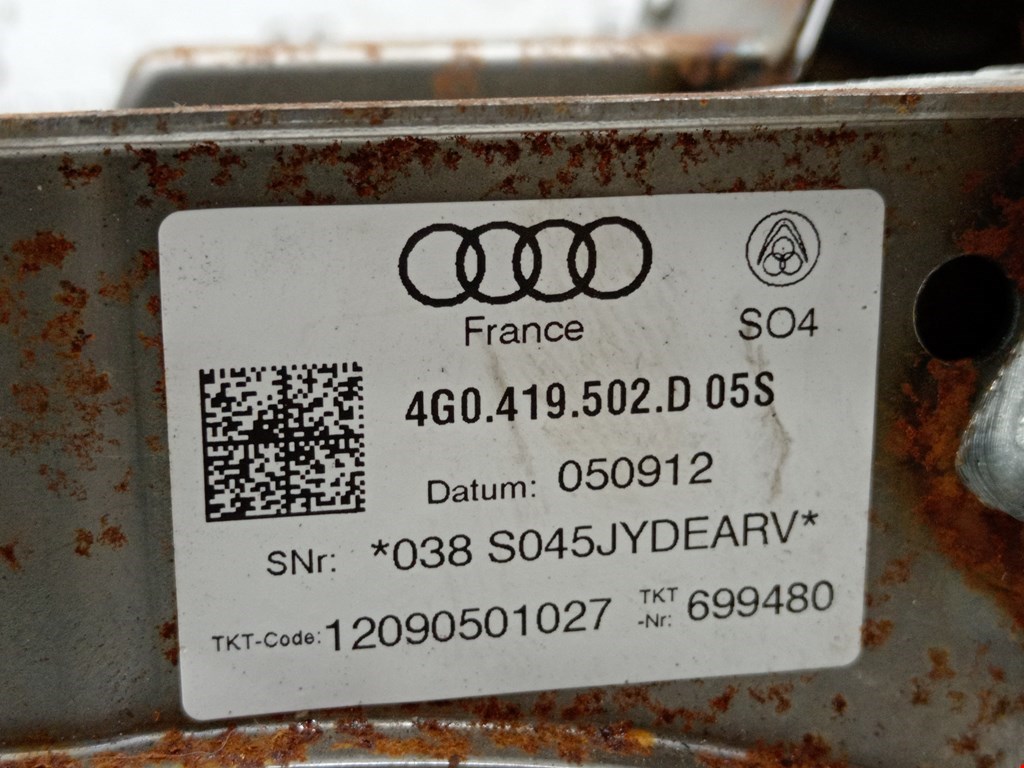 France
SO4
4G0.419.502.D 05S
Datum: 050912
SNr: *038 S045JYDEARV*
TKT-Code: 12090501027 TKT -Nr: 699480